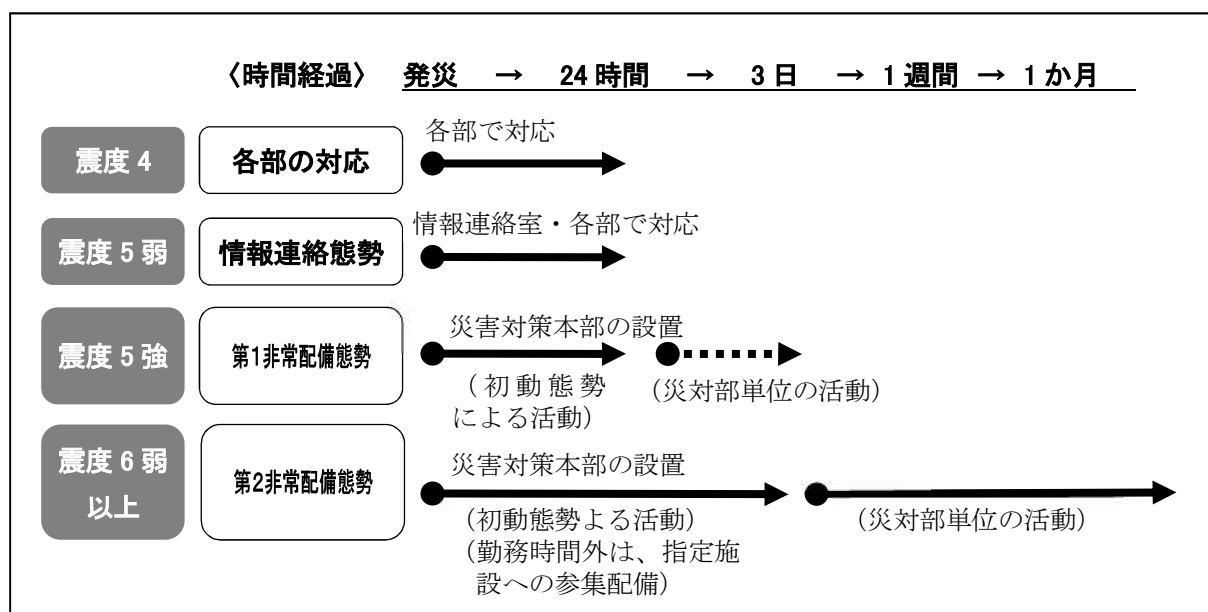 〈時間経過〉 発災 → 24時間 → 3日 → 1週間 → 1か月
震度4
各部の対応
各部で対応
震度5弱
情報連絡態勢
情報連絡室・各部で対応
震度5強
第1非常配備態勢
災害対策本部の設置
(初動態勢
による活動)
(災対部単位の活動)
震度6弱
以上
第2非常配備態勢
災害対策本部の設置
(初動態勢よる活動)
(勤務時間外は、指定施
設への参集配備)
(災対部単位の活動)